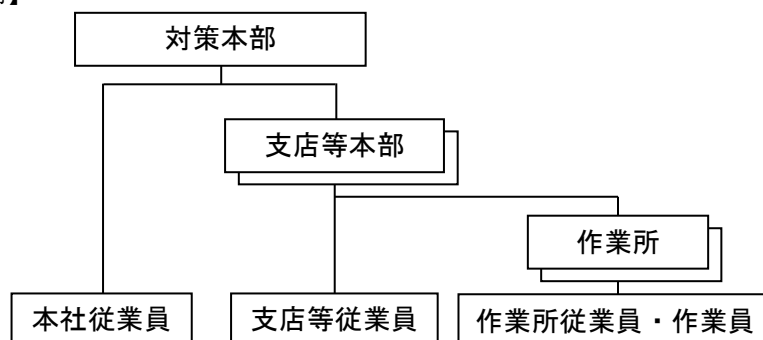 】
対策本部
支店等本部
作業所
本社従業員
支店等従業員
作業所従業員・作業員